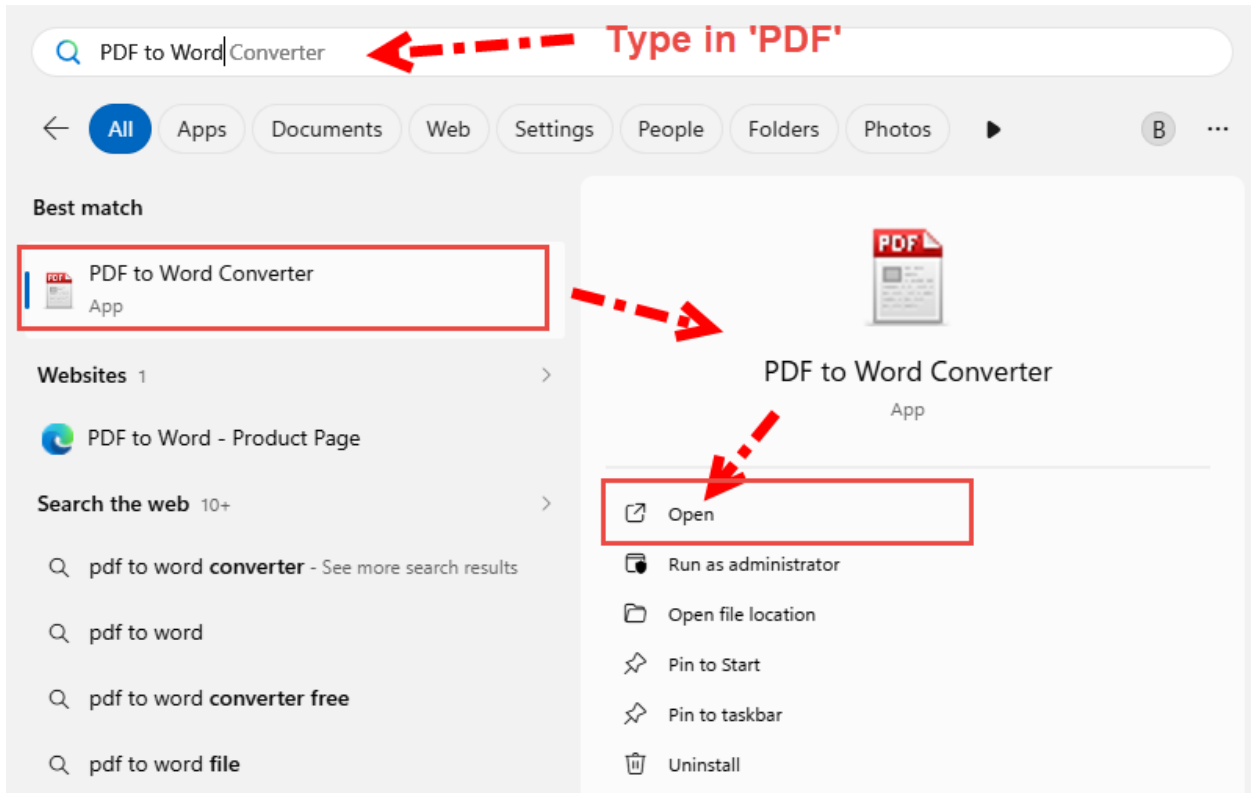 PDF to Word Converter
Type in 'PDF'
All Apps Documents Web Settings People Folders Photos B ...
Best match
PDF to Word Converter
App
Websites 1
PDF to Word - Product Page
Search the web 10+
pdf to word converter - See more search results
pdf to word
pdf to word converter free
pdf to word file
PDF
PDF to Word Converter
App
Open
Run as administrator
Open file location
Pin to Start
Pin to taskbar
Uninstall